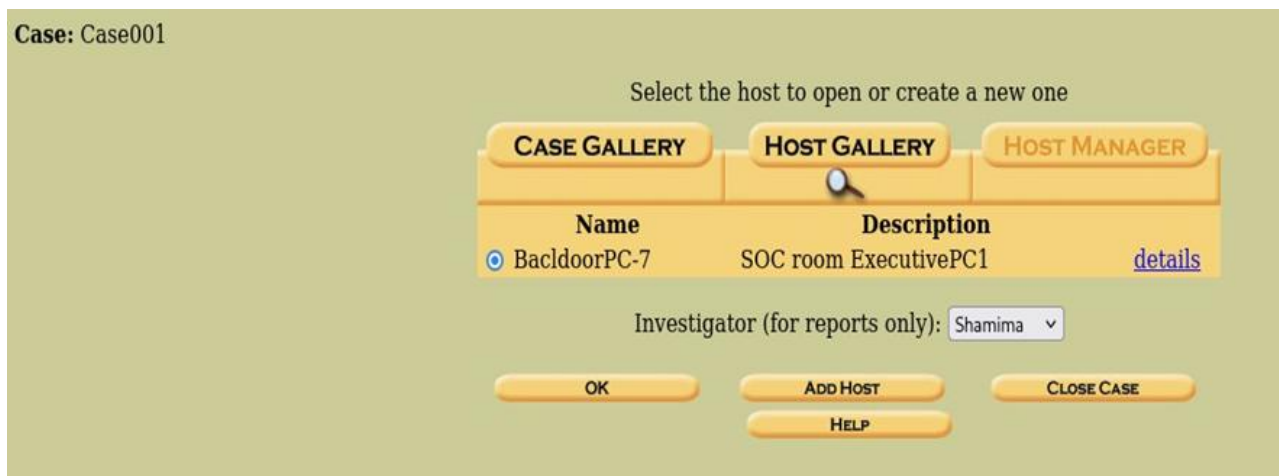 Case: Case001
Select the host to open or create a new one
CASE GALLERY HOST GALLERY HOST MANAGER
Name Description
BacldoorPC-7 SOC room ExecutivePC1 details
Investigator (for reports only): Shamima
OK ADD HOST CLOSE CASE
HELP